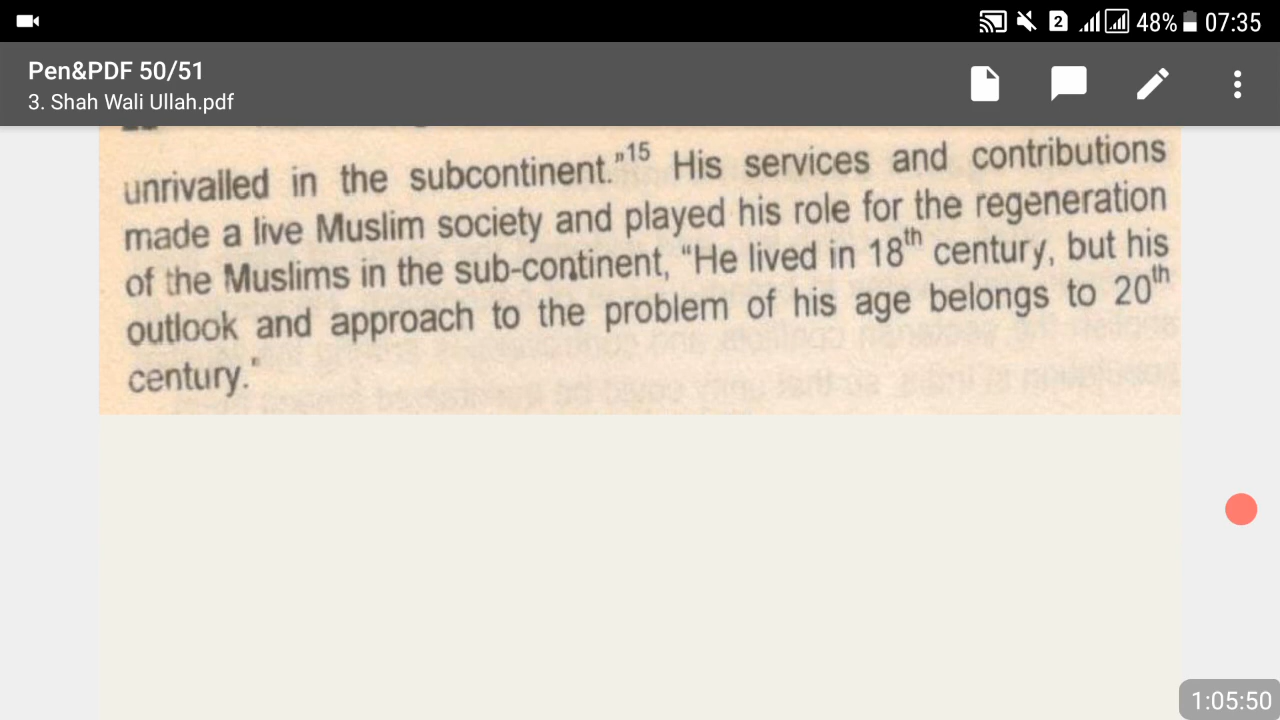 48% 07:35
Pen&PDF 50/51
3. Shah Wali Ullah.pdf
unrivalled in the subcontinent."15 His services and contributions
made a live Muslim society and played his role for the regeneration
of the Muslims in the sub-continent, "He lived in 18th century, but his
outlook and approach to the problem of his age belongs to 20th
century."
1:05:50